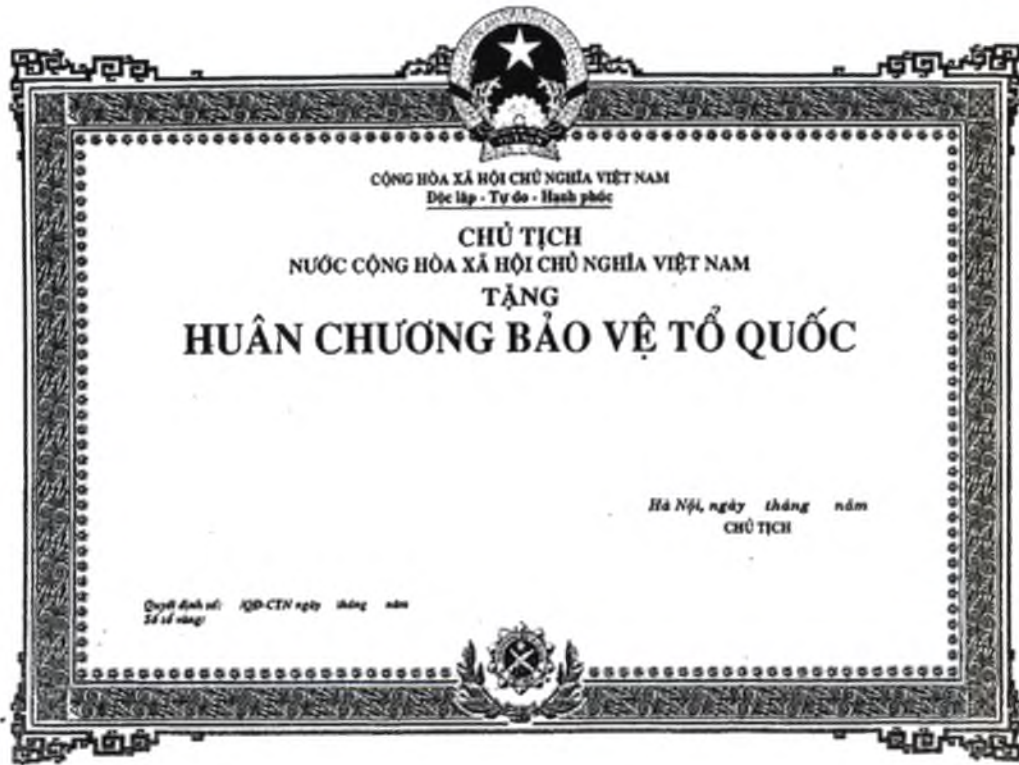 CỘNG HÒA XÃ HỘI CHỦ NGHĨA VIỆT NAM
Độc lập - Tự do - Hạnh phúc
CHỦ TỊCH
NƯỚC CỘNG HÒA XÃ HỘI CHỦ NGHĨA VIỆT NAM
TẶNG
HUÂN CHƯƠNG BẢO VỆ TỔ QUỐC
Hà Nội, ngày tháng năm
CHỦ TỊCH
Quyết định số: /QĐ-CTN ngày tháng năm
Số sổ vàng: